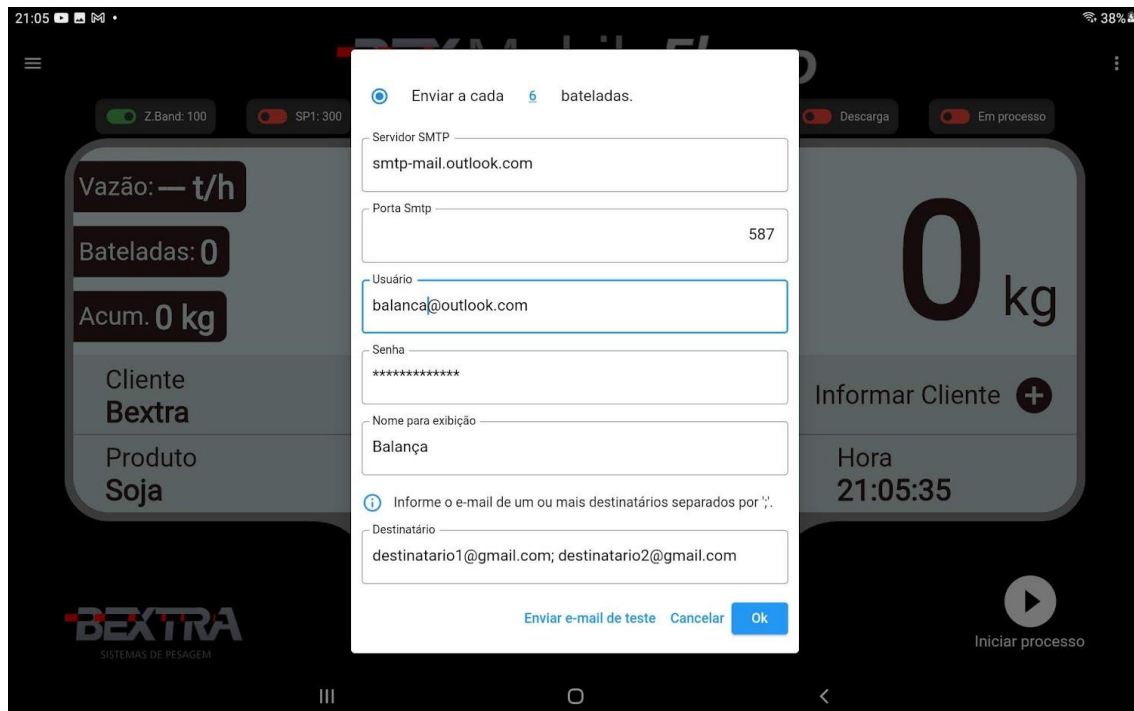 21:05
38%
Enviar a cada 6 bateladas.
Z.Band: 100
SP1: 300
Descarga
Em processo
Servidor SMTP
smtp-mail.outlook.com
Vazão: — t/h
Porta Smtp
587
Bateladas: 0
0 kg
Usuário
balanca@outlook.com
Acum. 0 kg
Senha
*************
Cliente
Bextra
Informar Cliente
Nome para exibição
Balança
Produto
Soja
Hora
21:05:35
Informe o e-mail de um ou mais destinatários separados por ';'.
Destinatário
destinatario1@gmail.com; destinatario2@gmail.com
Enviar e-mail de teste Cancelar Ok
BEXTRA
SISTEMAS DE PESAGEM
Iniciar processo